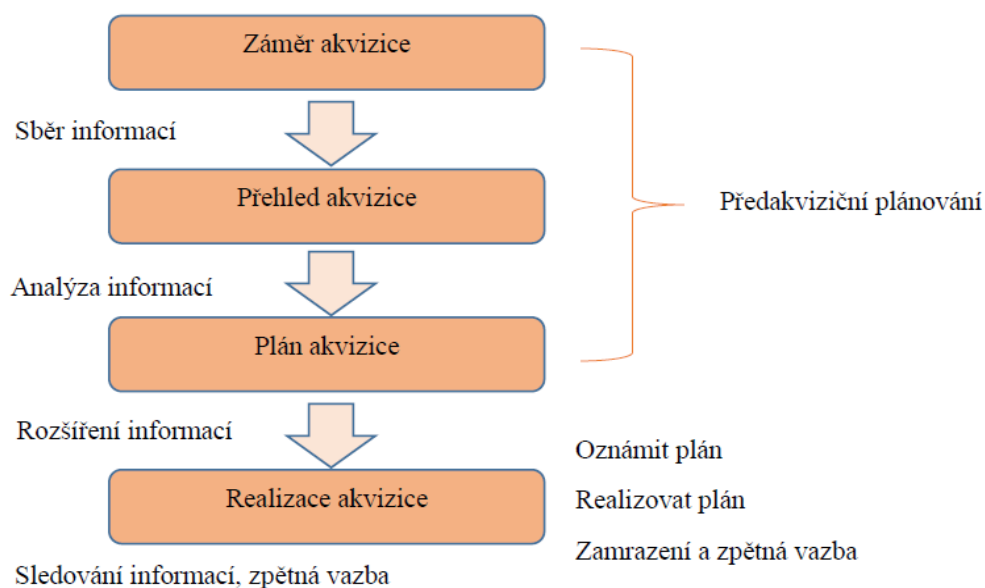 Záměr akvizice
Sběr informací
Přehled akvizice
Předakviziční plánování
Analýza informací
Plán akvizice
Rozšíření informací
Oznámit plán
Realizace akvizice
Realizovat plán
Zamrazení a zpětná vazba
Sledování informací, zpětná vazba